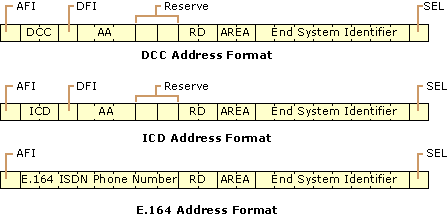 AFI DFI Reserve SEL
DCC AA RD AREA End System Identifier
DCC Address Format
AFI DFI Reserve SEL
ICD AA RD AREA End System Identifier
ICD Address Format
AFI SEL
E.164 ISDN Phone Number RD AREA End System Identifier
E.164 Address Format